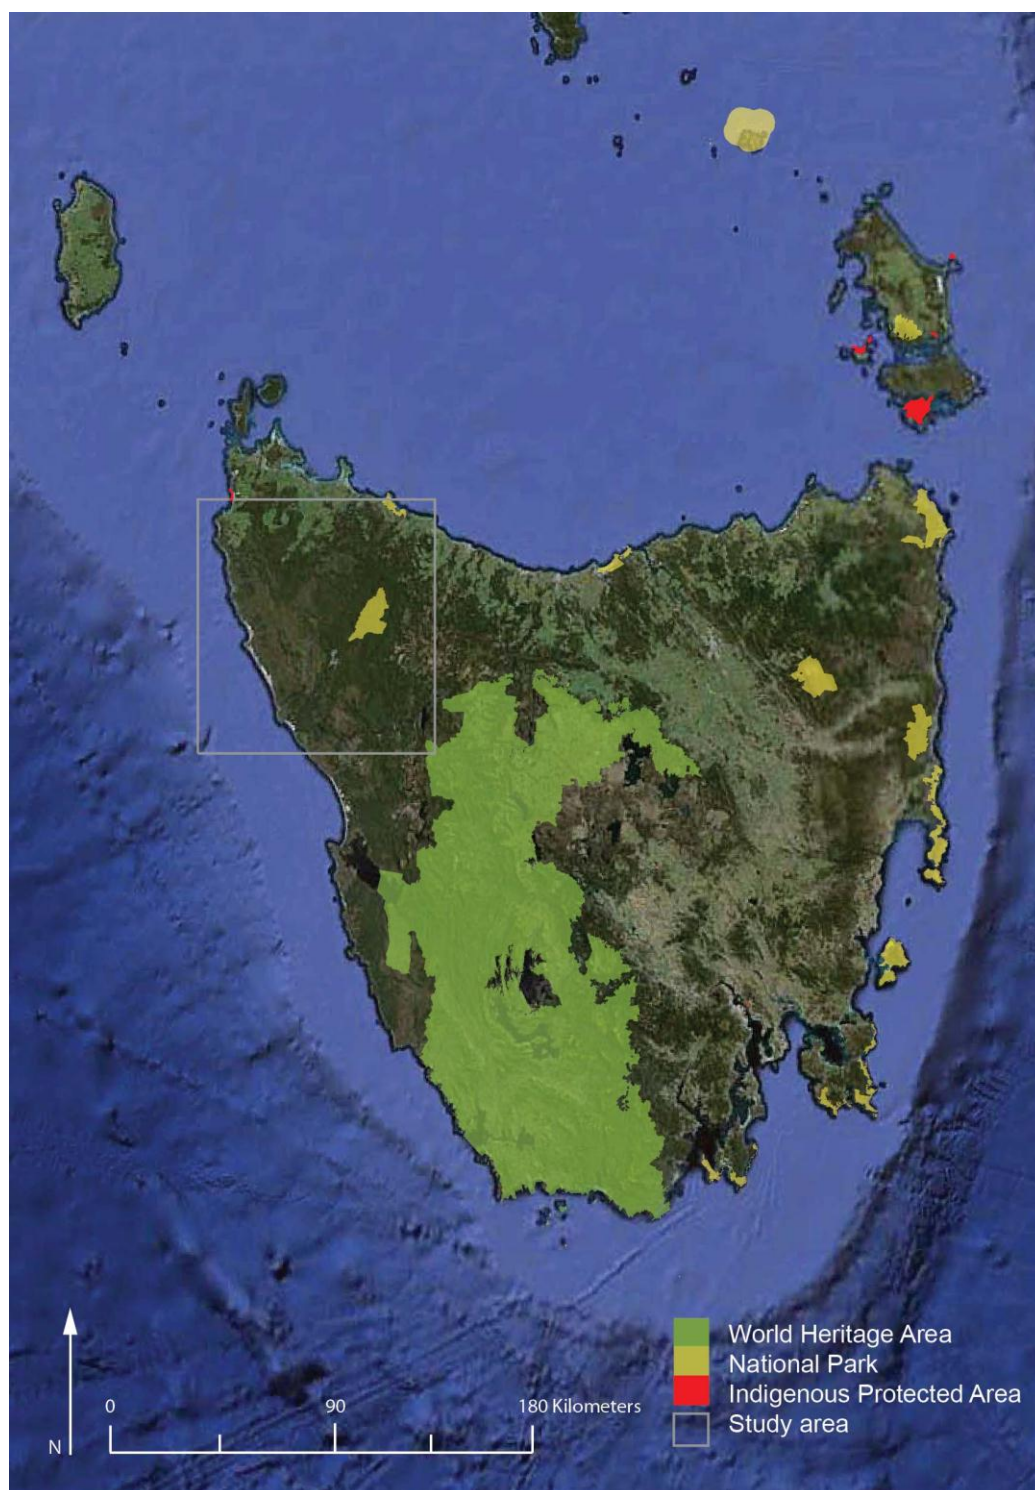 World Heritage Area
National Park
Indigenous Protected Area
Study area
0 90 180 Kilometers
N